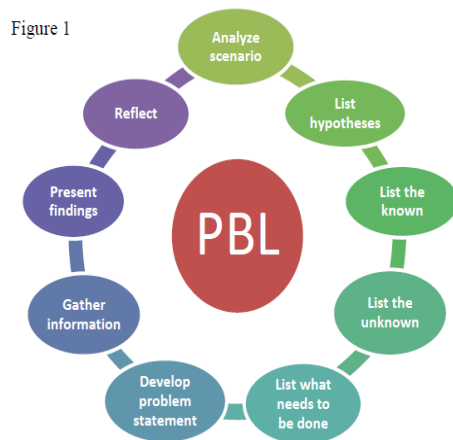 Figure 1
Analyze
scenario
List
hypotheses
List the
known
List the
unknown
List what
needs to
be done
Develop
problem
statement
Gather
information
Present
findings
Reflect
PBL